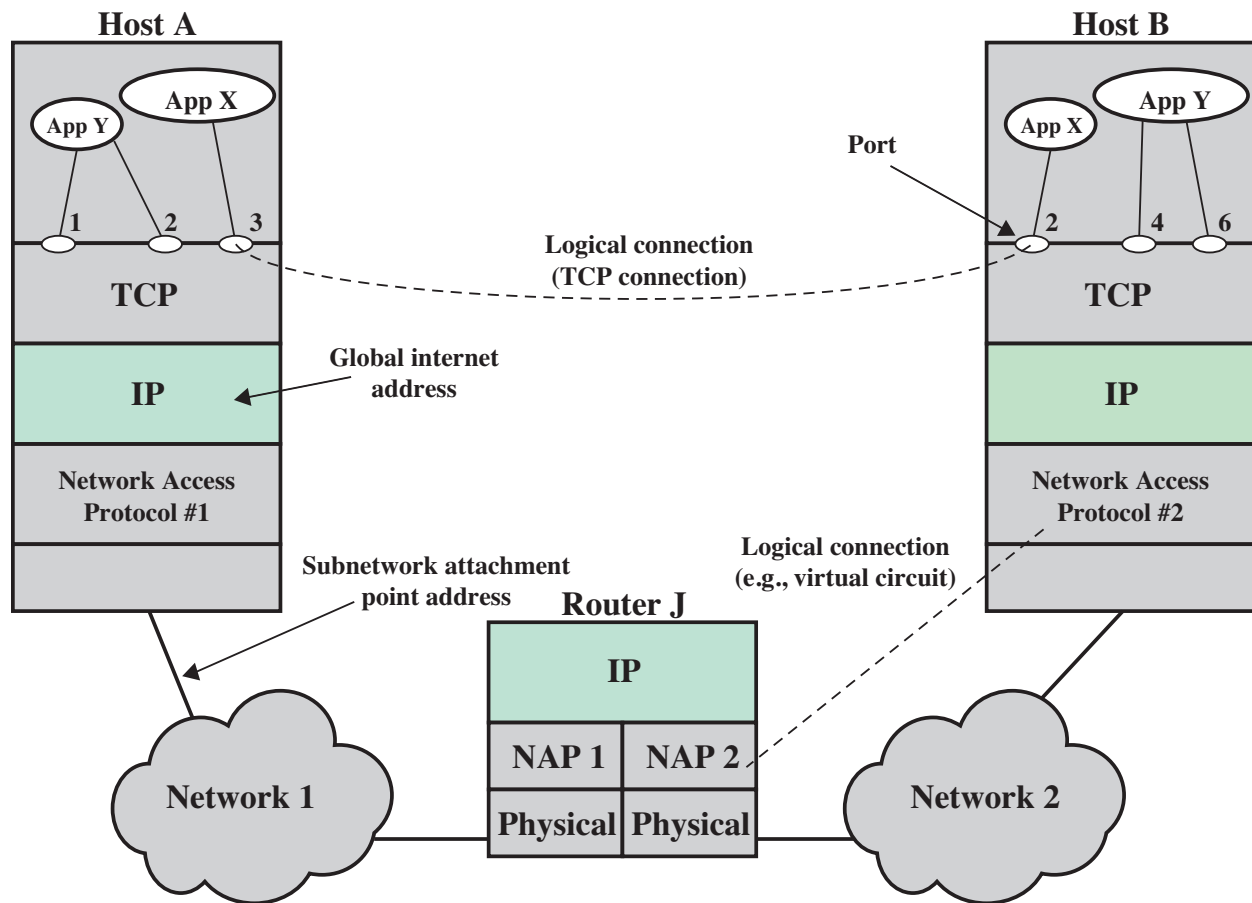 Host A
Host B
App X
App Y
App X
App Y
Port
1
2
3
2
4
6
Logical connection
(TCP connection)
TCP
TCP
Global internet
address
IP
IP
Network Access
Protocol #1
Network Access
Protocol #2
Logical connection
(e.g., virtual circuit)
Subnetwork attachment
point address
Router J
IP
NAP 1
NAP 2
Network 1
Physical
Physical
Network 2